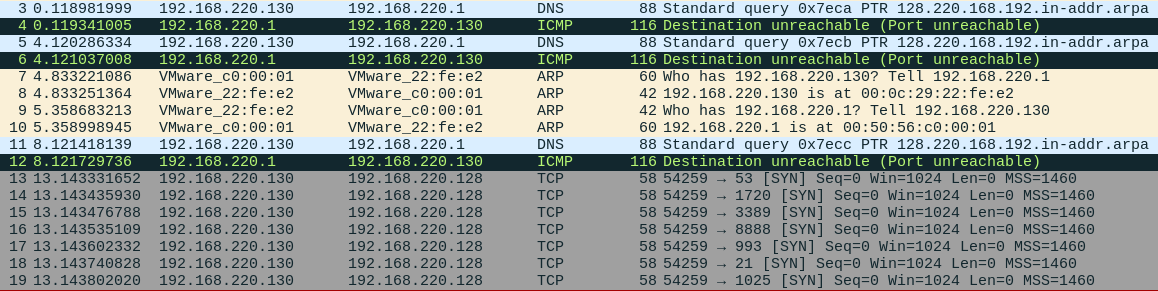 3 0.118981999 192.168.220.130 192.168.220.1 DNS 88 Standard query 0x7eca PTR 128.220.168.192.in-addr.arpa
4 0.119341005 192.168.220.1 192.168.220.130 ICMP 116 Destination unreachable (Port unreachable)
5 4.120286334 192.168.220.130 192.168.220.1 DNS 88 Standard query 0x7ecb PTR 128.220.168.192.in-addr.arpa
6 4.121037008 192.168.220.1 192.168.220.130 ICMP 116 Destination unreachable (Port unreachable)
7 4.833221086 VMware_c0:00:01 VMware_22:fe:e2 ARP 60 Who has 192.168.220.130? Tell 192.168.220.1
8 4.833251364 VMware_22:fe:e2 VMware_c0:00:01 ARP 42 192.168.220.130 is at 00:0c:29:22:fe:e2
9 5.358683213 VMware_22:fe:e2 VMware_c0:00:01 ARP 42 Who has 192.168.220.1? Tell 192.168.220.130
10 5.358998945 VMware_c0:00:01 VMware_22:fe:e2 ARP 60 192.168.220.1 is at 00:50:56:c0:00:01
11 8.121418139 192.168.220.130 192.168.220.1 DNS 88 Standard query 0x7ecc PTR 128.220.168.192.in-addr.arpa
12 8.121729736 192.168.220.1 192.168.220.130 ICMP 116 Destination unreachable (Port unreachable)
13 13.143331652 192.168.220.130 192.168.220.128 TCP 58 54259 → 53 [SYN] Seq=0 Win=1024 Len=0 MSS=1460
14 13.143435930 192.168.220.130 192.168.220.128 TCP 58 54259 → 1720 [SYN] Seq=0 Win=1024 Len=0 MSS=1460
15 13.143476788 192.168.220.130 192.168.220.128 TCP 58 54259 → 3389 [SYN] Seq=0 Win=1024 Len=0 MSS=1460
16 13.143535109 192.168.220.130 192.168.220.128 TCP 58 54259 → 8888 [SYN] Seq=0 Win=1024 Len=0 MSS=1460
17 13.143602332 192.168.220.130 192.168.220.128 TCP 58 54259 → 993 [SYN] Seq=0 Win=1024 Len=0 MSS=1460
18 13.143740828 192.168.220.130 192.168.220.128 TCP 58 54259 → 21 [SYN] Seq=0 Win=1024 Len=0 MSS=1460
19 13.143802020 192.168.220.130 192.168.220.128 TCP 58 54259 → 1025 [SYN] Seq=0 Win=1024 Len=0 MSS=1460